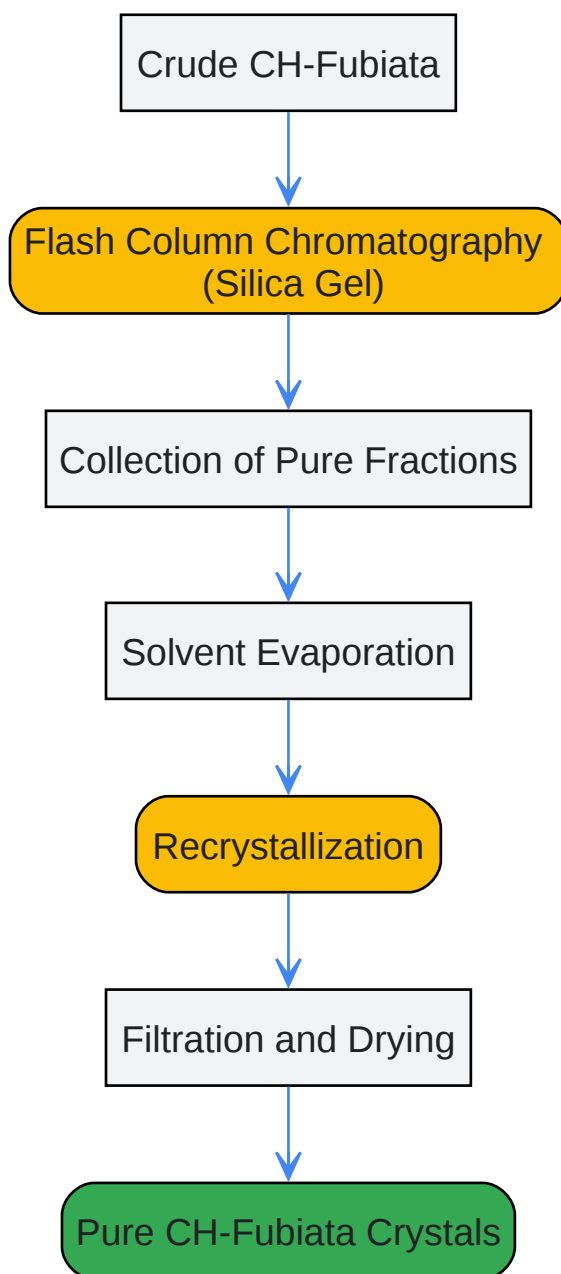 Crude CH-Fubiata
Flash Column Chromatography
(Silica Gel)
Collection of Pure Fractions
Solvent Evaporation
Recrystallization
Filtration and Drying
Pure CH-Fubiata Crystals